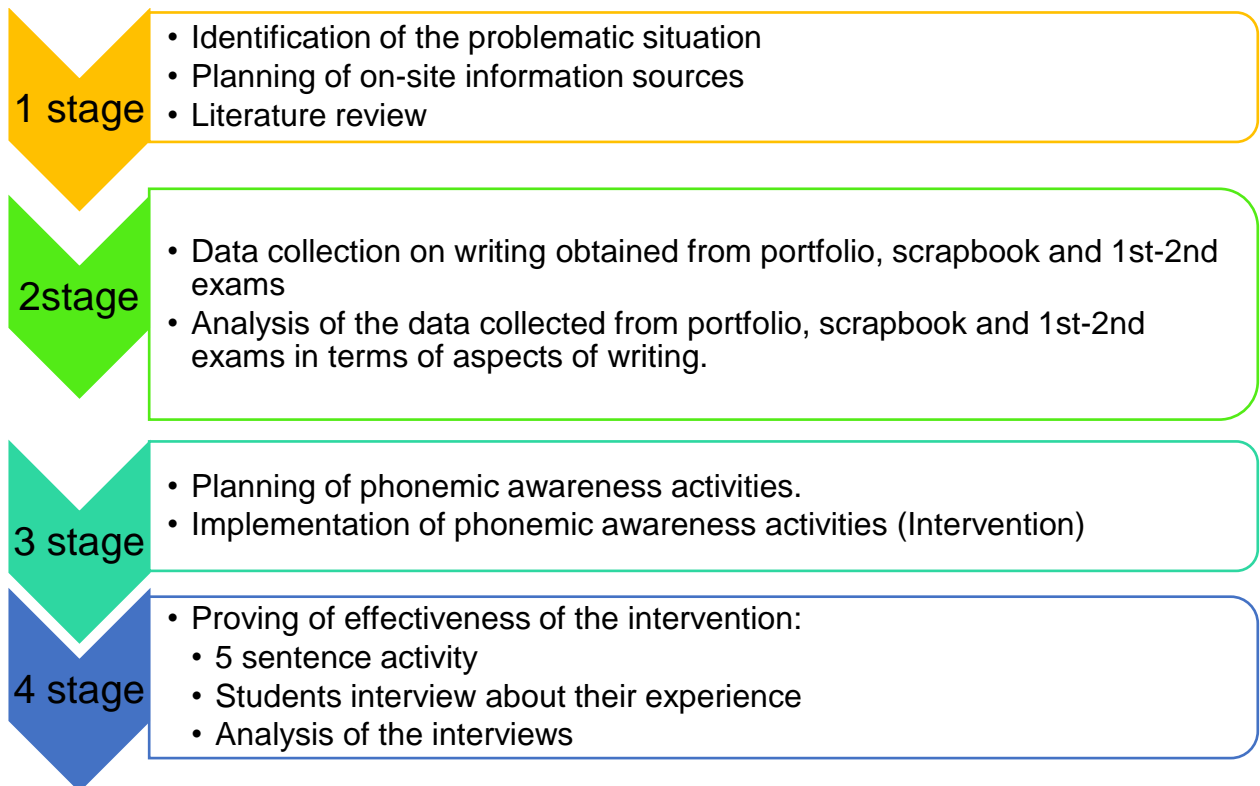 1 stage
• Identification of the problematic situation
• Planning of on-site information sources
• Literature review
2stage
• Data collection on writing obtained from portfolio, scrapbook and 1st-2nd
exams
• Analysis of the data collected from portfolio, scrapbook and 1st-2nd
exams in terms of aspects of writing.
3 stage
• Planning of phonemic awareness activities.
• Implementation of phonemic awareness activities (Intervention)
4 stage
• Proving of effectiveness of the intervention:
• 5 sentence activity
• Students interview about their experience
• Analysis of the interviews